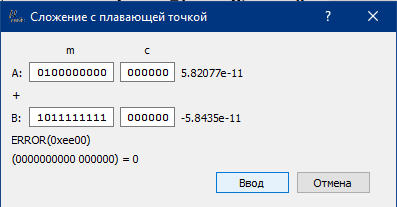 Сложение с плавающей точкой
m c
A: 0100000000 000000 5.82077e-11
+
B: 1011111111 000000 -5.8435e-11
ERROR(0xee00)
(0000000000 000000) = 0
Ввод Отмена